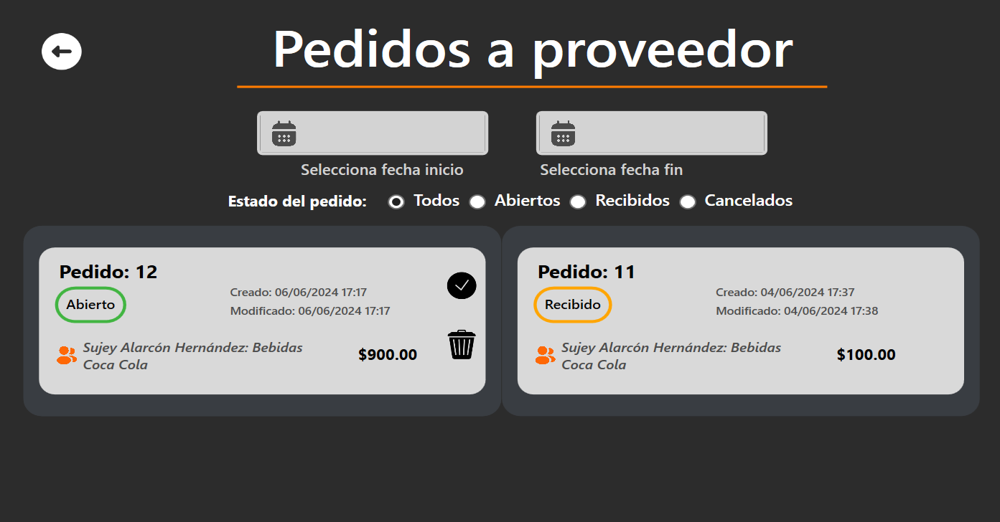 Pedidos a proveedor
Selecciona fecha inicio
Selecciona fecha fin
Estado del pedido: Todos Abiertos Recibidos Cancelados
Pedido: 12
Abierto
Creado: 06/06/2024 17:17
Modificado: 06/06/2024 17:17
Sujey Alarcón Hernández: Bebidas
Coca Cola
$900.00
Pedido: 11
Recibido
Creado: 04/06/2024 17:37
Modificado: 04/06/2024 17:38
Sujey Alarcón Hernández: Bebidas
Coca Cola
$100.00